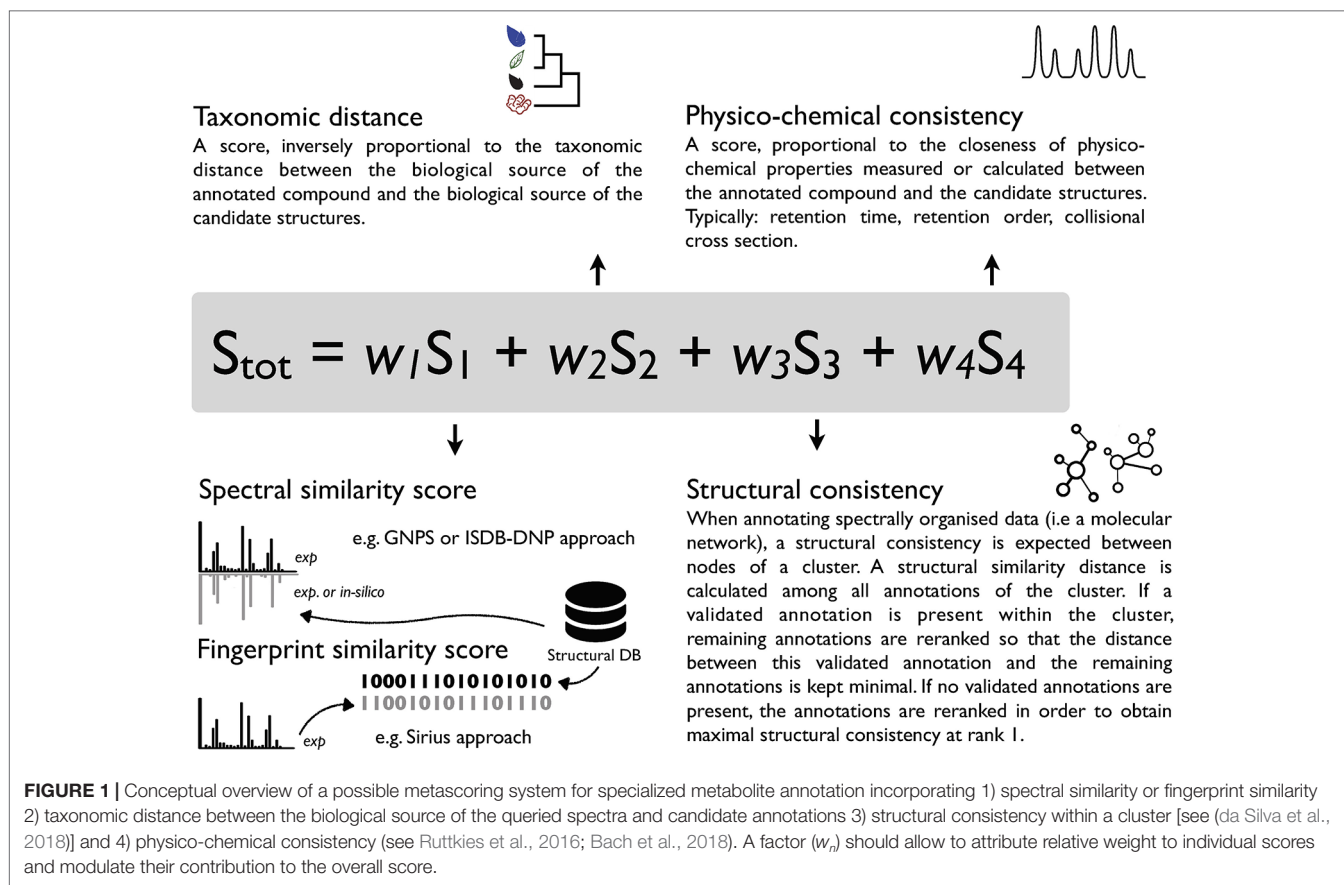 Taxonomic distance
A score, inversely proportional to the taxonomic
distance between the biological source of the
annotated compound and the biological source of the
candidate structures.
Physico-chemical consistency
A score, proportional to the closeness of physico-
chemical properties measured or calculated between
the annotated compound and the candidate structures.
Typically: retention time, retention order, collisional
cross section.
Stot = w1S1 + w2S2 + w3S3 + w4S4
Spectral similarity score
e.g. GNPS or ISDB-DNP approach
exp
exp. or in-silico
Structural DB
Fingerprint similarity score
1000111010101010
1100101011101110
exp
e.g. Sirius approach
Structural consistency
When annotating spectrally organised data (i.e a molecular
network), a structural consistency is expected between
nodes of a cluster. A structural similarity distance is
calculated among all annotations of the cluster. If a
validated annotation is present within the cluster,
remaining annotations are reranked so that the distance
between this validated annotation and the remaining
annotations is kept minimal. If no validated annotations are
present, the annotations are reranked in order to obtain
maximal structural consistency at rank 1.
FIGURE 1 | Conceptual overview of a possible metascoring system for specialized metabolite annotation incorporating 1) spectral similarity or fingerprint similarity
2) taxonomic distance between the biological source of the queried spectra and candidate annotations 3) structural consistency within a cluster [see (da Silva et al.,
2018)] and 4) physico-chemical consistency (see Ruttkies et al., 2016; Bach et al., 2018). A factor (wn) should allow to attribute relative weight to individual scores
and modulate their contribution to the overall score.